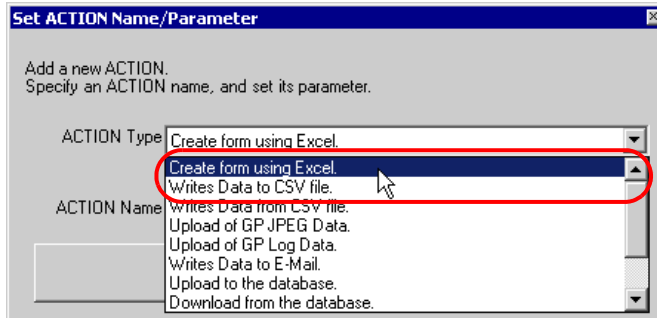 Set ACTION Name/Parameter
Add a new ACTION.
Specify an ACTION name, and set its parameter.
ACTION Type Create form using Excel.
Create form using Excel.
Writes Data to CSV file.
ACTION Name Writes Data from CSV file.
Upload of GP JPEG Data.
Upload of GP Log Data.
Writes Data to E-Mail.
Upload to the database.
Download from the database.